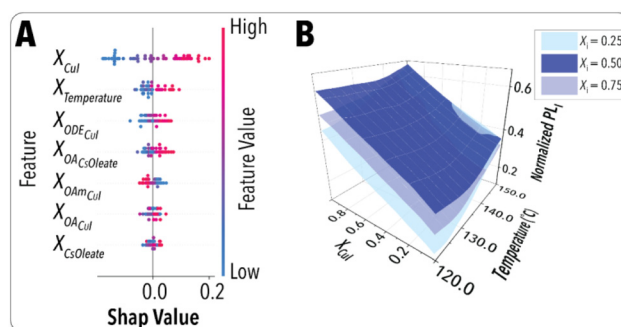 A
High
X_CuI
X_Temperature
X_ODE_CuI
X_OA_CsOleate
X_OAm_CuI
X_OA_CuI
X_CsOleate
Feature
Feature Value
Low
0.0 0.2
Shap Value
B
X_i = 0.25
X_i = 0.50
X_i = 0.75
0.6
0.4
0.2
Normalized PL_I
150.0
140.0
130.0
120.0
Temperature (°C)
0.8
0.6
0.4
0.2
X_CuI